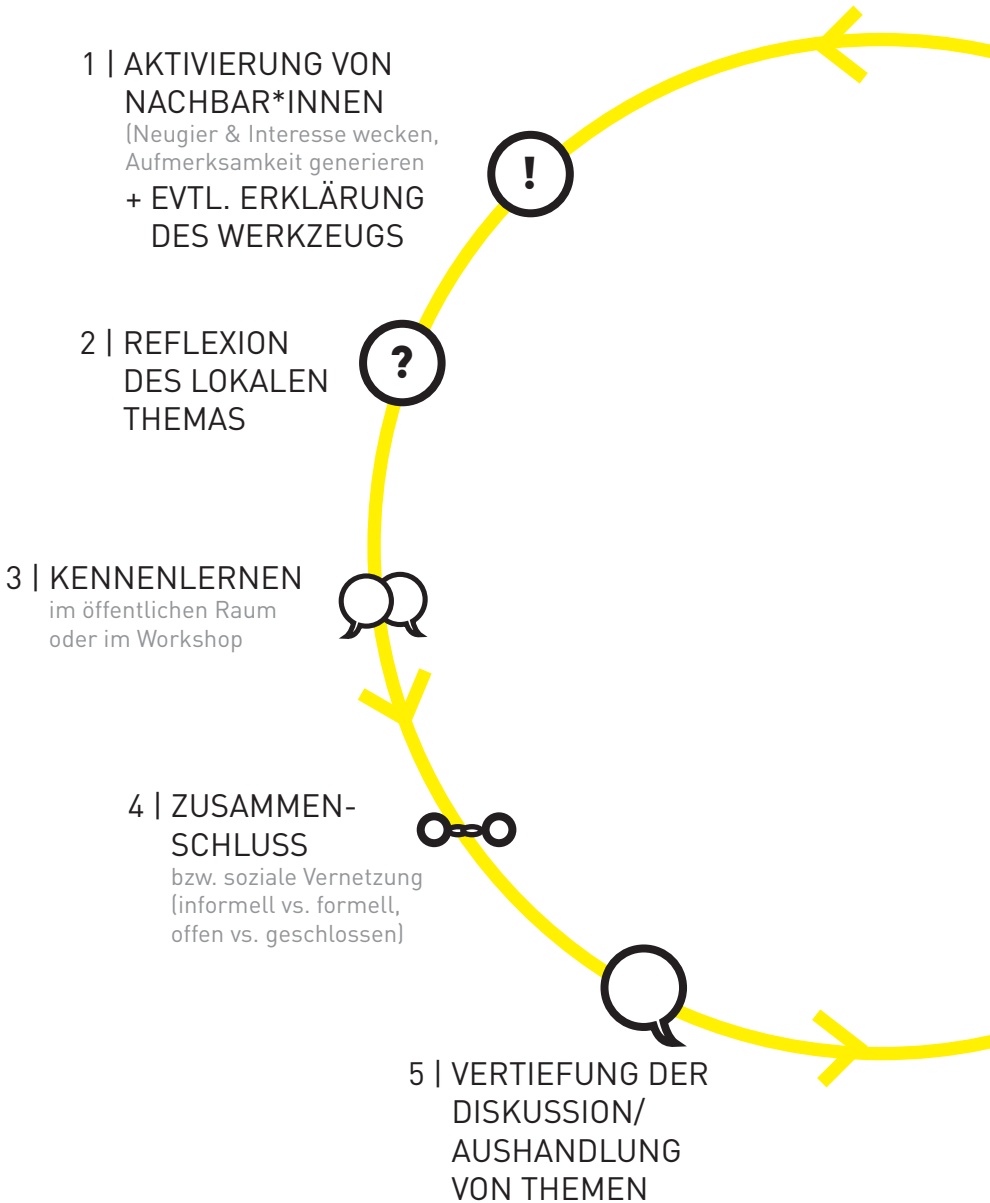 1 | AKTIVIERUNG VON
NACHBAR*INNEN
(Neugier & Interesse wecken,
Aufmerksamkeit generieren
+ EVTL. ERKLÄRUNG
DES WERKZEUGS
!
2 | REFLEXION
DES LOKALEN
THEMAS
?
3 | KENNENLERNEN
im öffentlichen Raum
oder im Workshop
4 | ZUSAMMEN-
SCHLUSS
bzw. soziale Vernetzung
(informell vs. formell,
offen vs. geschlossen)
5 | VERTIEFUNG DER
DISKUSSION/
AUSHANDLUNG
VON THEMEN